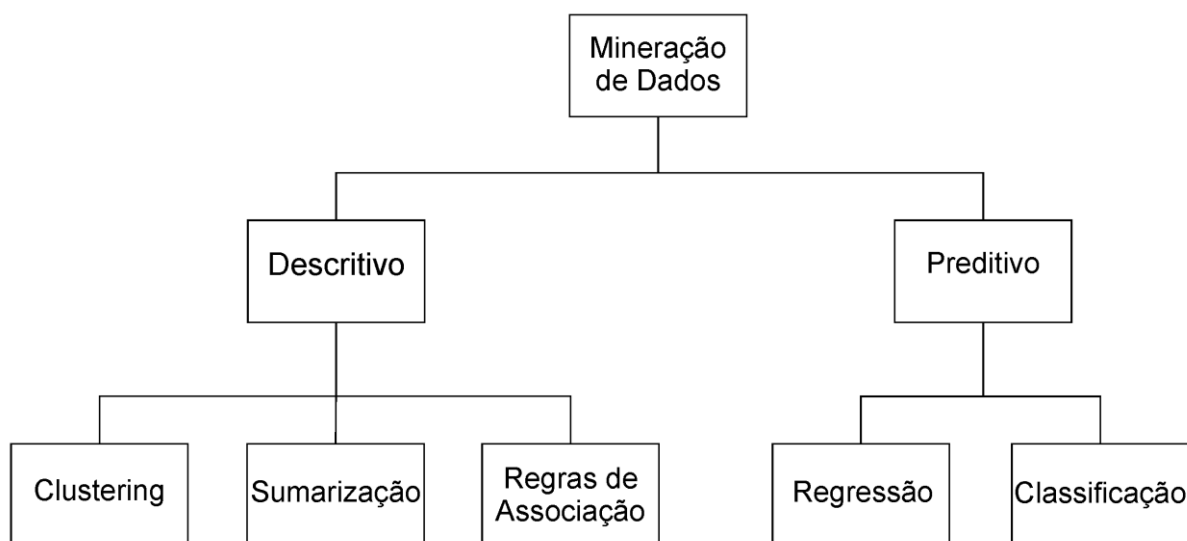 Mineração
de Dados
Descritivo
Preditivo
Clustering
Sumarização
Regras de
Associação
Regressão
Classificação